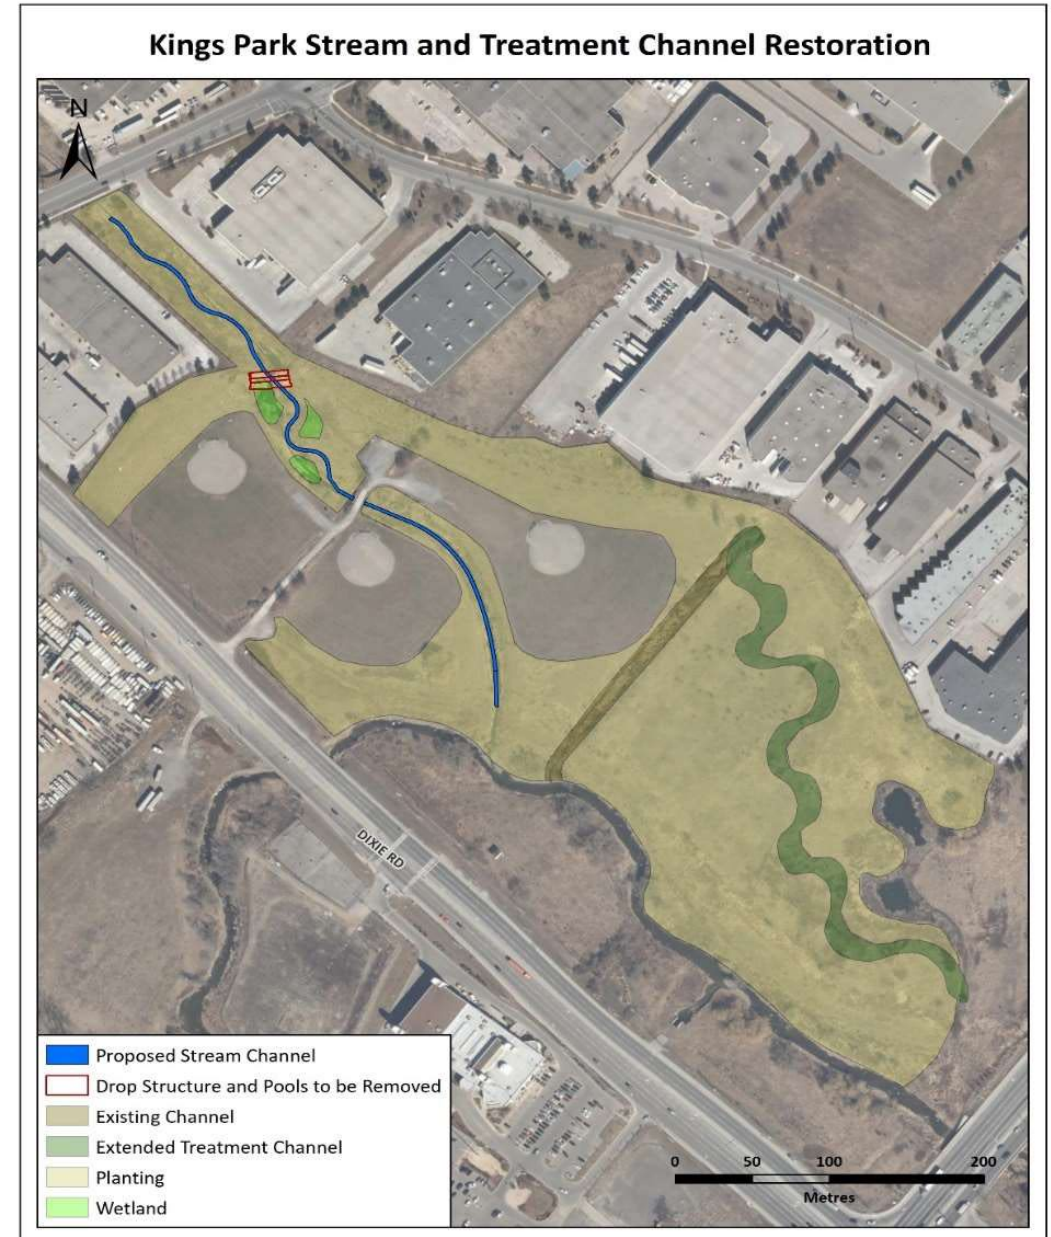 Kings Park Stream and Treatment Channel Restoration
N
DIXIE RD
Proposed Stream Channel
Drop Structure and Pools to be Removed
Existing Channel
Extended Treatment Channel
Planting
Wetland
0 50 100 200
Metres